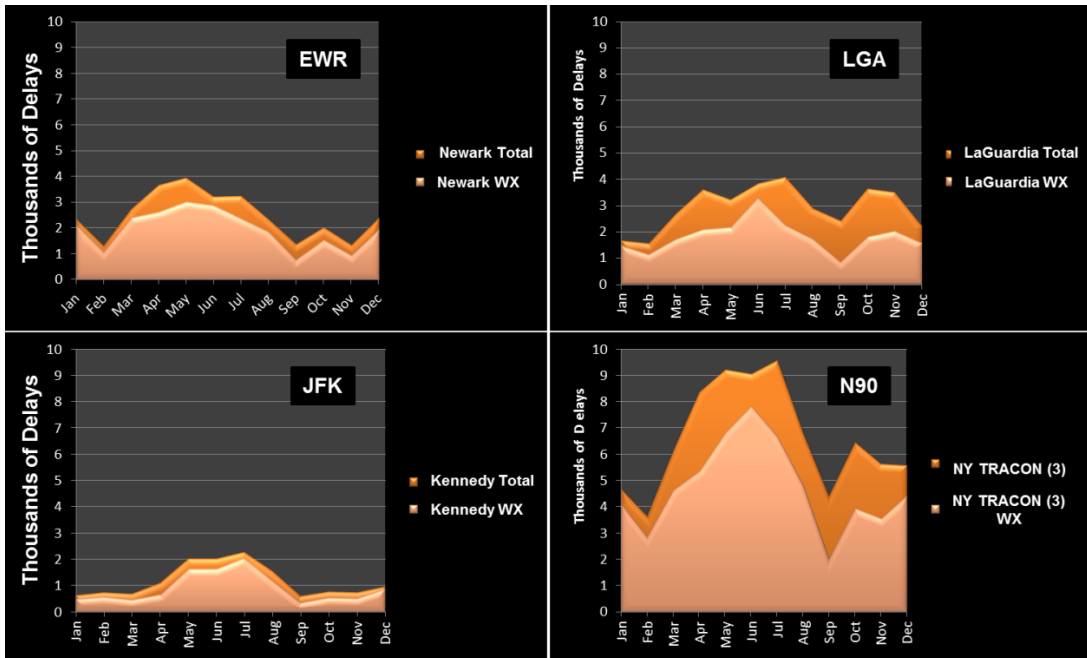 EWR
Thousands of Delays
10
9
8
7
6
5
4
3
2
1
0
Jan Feb Mar Apr May Jun Jul Aug Sep Oct Nov Dec
Newark Total
Newark WX
LGA
Thousands of Delays
10
9
8
7
6
5
4
3
2
1
0
Jan Feb Mar Apr May Jun Jul Aug Sep Oct Nov Dec
LaGuardia Total
LaGuardia WX
JFK
Thousands of Delays
10
9
8
7
6
5
4
3
2
1
0
Jan Feb Mar Apr May Jun Jul Aug Sep Oct Nov Dec
Kennedy Total
Kennedy WX
N90
Thousands of Delays
10
9
8
7
6
5
4
3
2
1
0
Jan Feb Mar Apr May Jun Jul Aug Sep Oct Nov Dec
NY TRACON (3)
NY TRACON (3)
WX